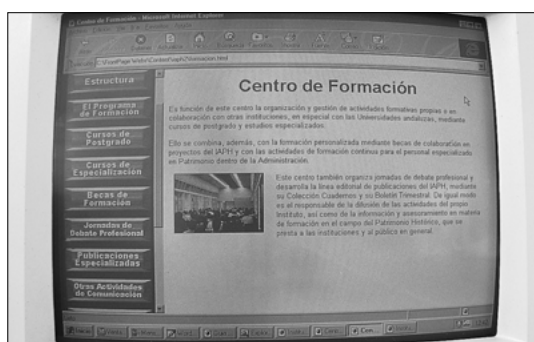 Centro de Formación - Microsoft Internet Explorer
Estructura
El Programa
de Formación
Cursos de
Postgrado
Cursos de
Especialización
Becas de
Formación
Jornadas de
Debate Profesional
Publicaciones
Especializadas
Otras Actividades
de Comunicación
Centro de Formación
Es función de este centro la organización y gestión de actividades formativas propias o en
colaboración con otras instituciones, en especial con las Universidades andaluzas, mediante
cursos de postgrado y estudios especializados.
Ello se combina, además, con la formación personalizada mediante becas de colaboración en
proyectos del IAPH y con las actividades de formación continua para el personal especializado
en Patrimonio dentro de la Administración.
Este centro también organiza jornadas de debate profesional y
desarrolla la línea editorial de publicaciones del IAPH, mediante
su Colección Cuadernos y su Boletín Trimestral. De igual modo
es el responsable de la difusión de las actividades del propio
Instituto, así como de la información y asesoramiento en materia
de formación en el campo del Patrimonio Histórico, que se
presta a las instituciones y al público en general.
Inicio